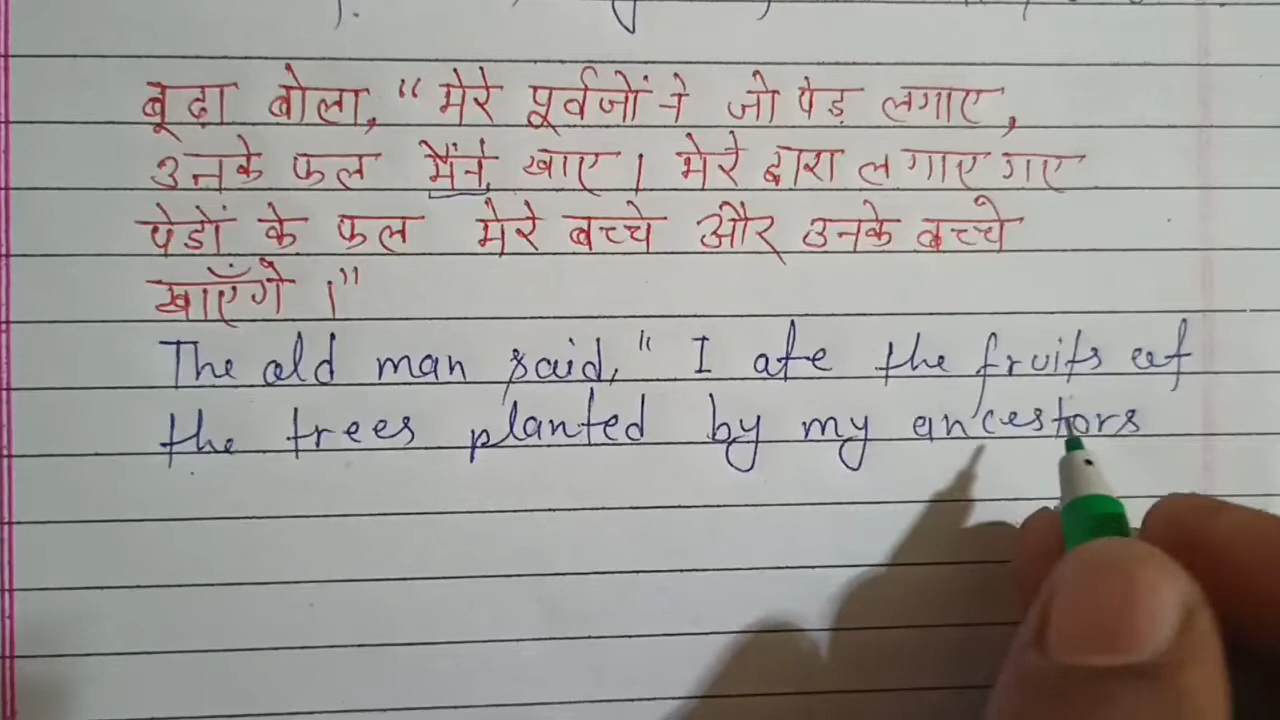 बूढ़ा बोला, “मेरे पूर्वजों ने जो पेड़ लगाए,
उनके फल मैंने खाए । मेरे द्वारा लगाए गए
पेडों के फल मेरे बच्चे और उनके बच्चे
खाएँगे ।”
The old man said, " I ate the fruits of
the trees planted by my ancestors